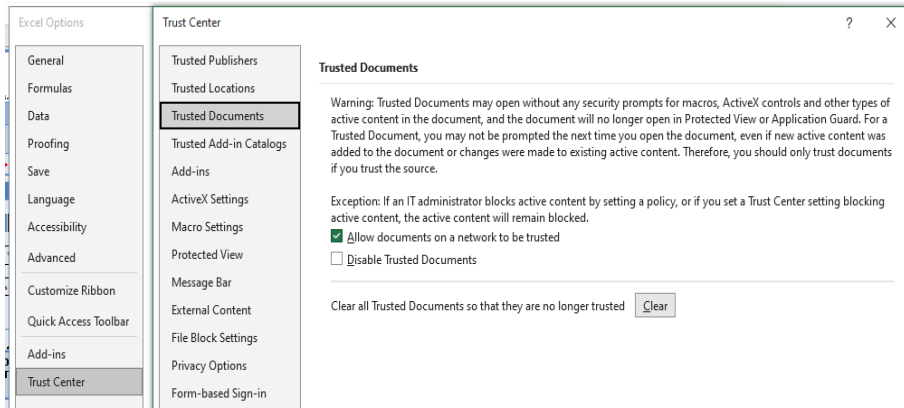 Excel Options
General
Formulas
Data
Proofing
Save
Language
Accessibility
Advanced
Customize Ribbon
Quick Access Toolbar
Add-ins
Trust Center
Trust Center
?
Trusted Publishers
Trusted Locations
Trusted Documents
Trusted Add-in Catalogs
Add-ins
ActiveX Settings
Macro Settings
Protected View
Message Bar
External Content
File Block Settings
Privacy Options
Form-based Sign-in
Trusted Documents
Warning: Trusted Documents may open without any security prompts for macros, ActiveX controls and other types of
active content in the document, and the document will no longer open in Protected View or Application Guard. For a
Trusted Document, you may not be prompted the next time you open the document, even if new active content was
added to the document or changes were made to existing active content. Therefore, you should only trust documents
if you trust the source.
Exception: If an IT administrator blocks active content by setting a policy, or if you set a Trust Center setting blocking
active content, the active content will remain blocked.
Allow documents on a network to be trusted
Disable Trusted Documents
Clear all Trusted Documents so that they are no longer trusted
Clear